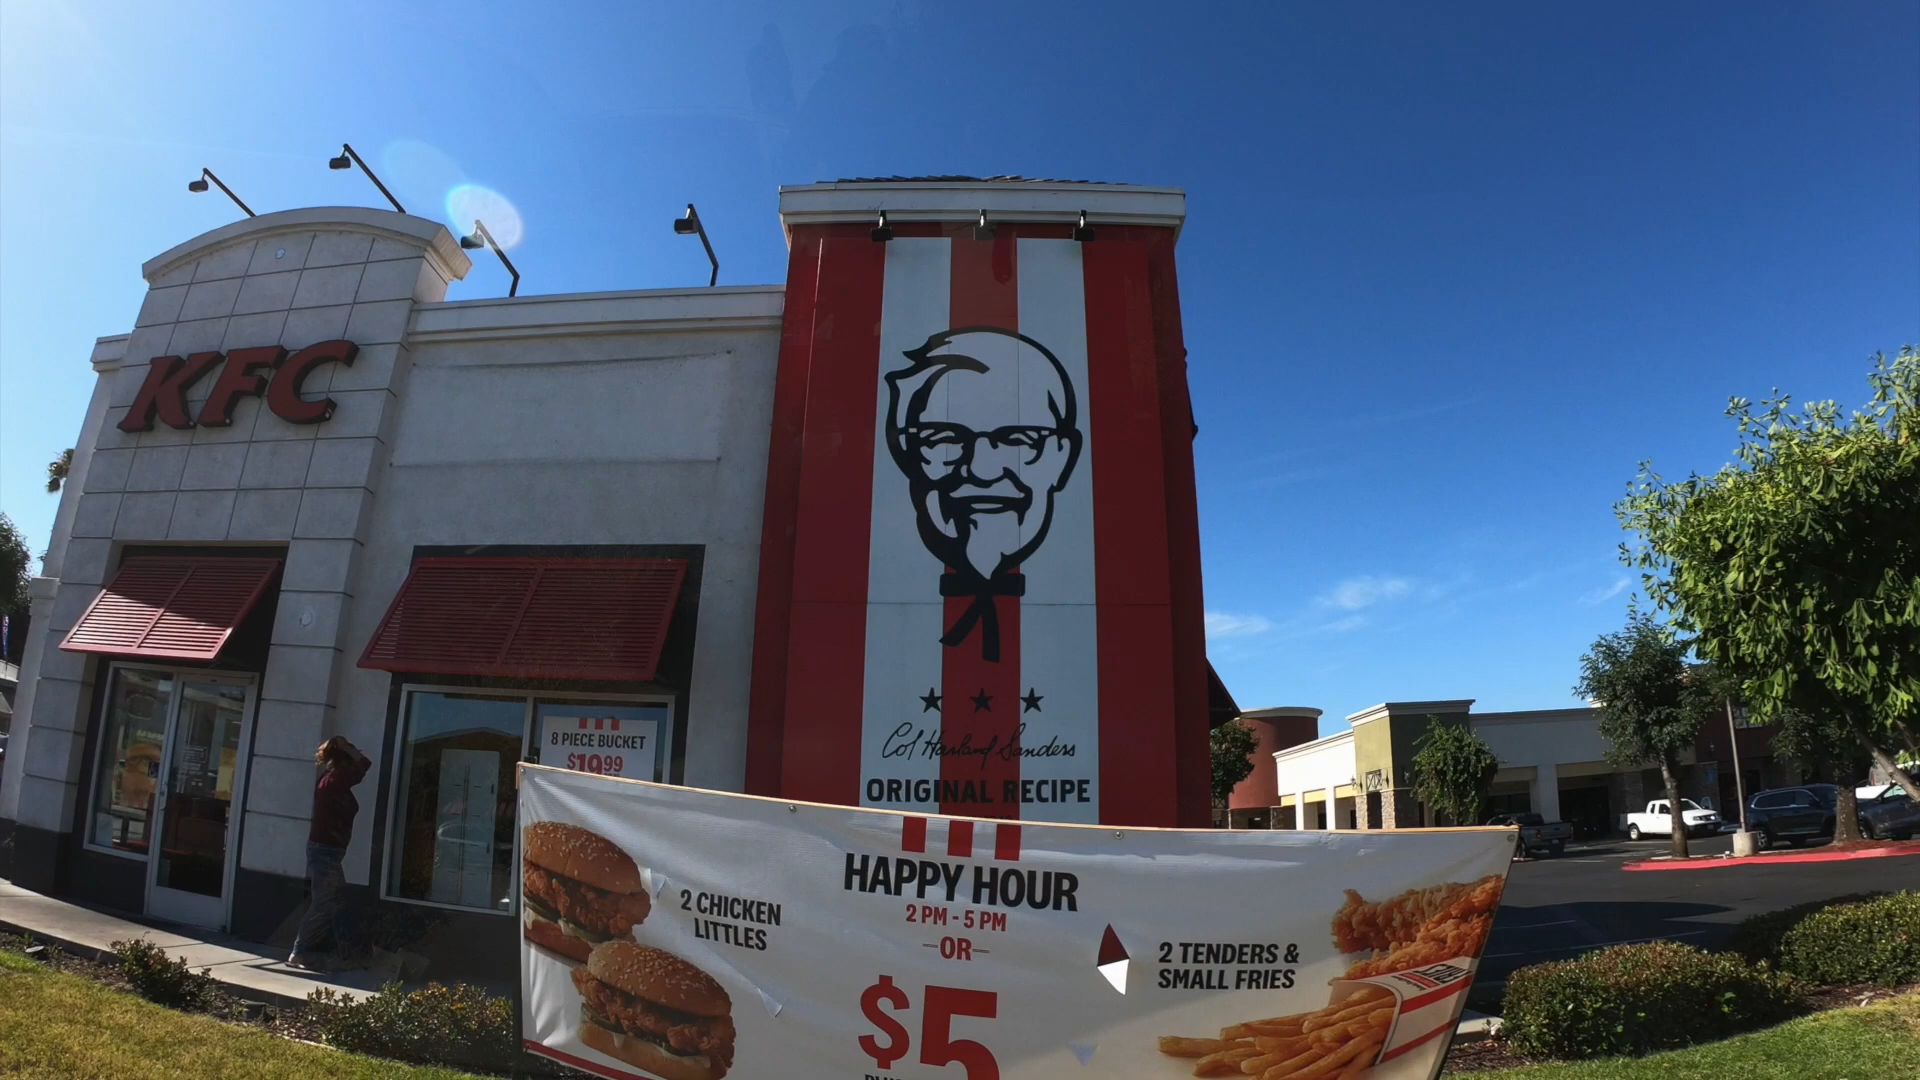 KFC
8 PIECE BUCKET
$19.99
Col Harland Sanders
ORIGINAL RECIPE
HAPPY HOUR
2 PM - 5 PM
OR
2 CHICKEN
LITTLES
2 TENDERS &
SMALL FRIES
$5